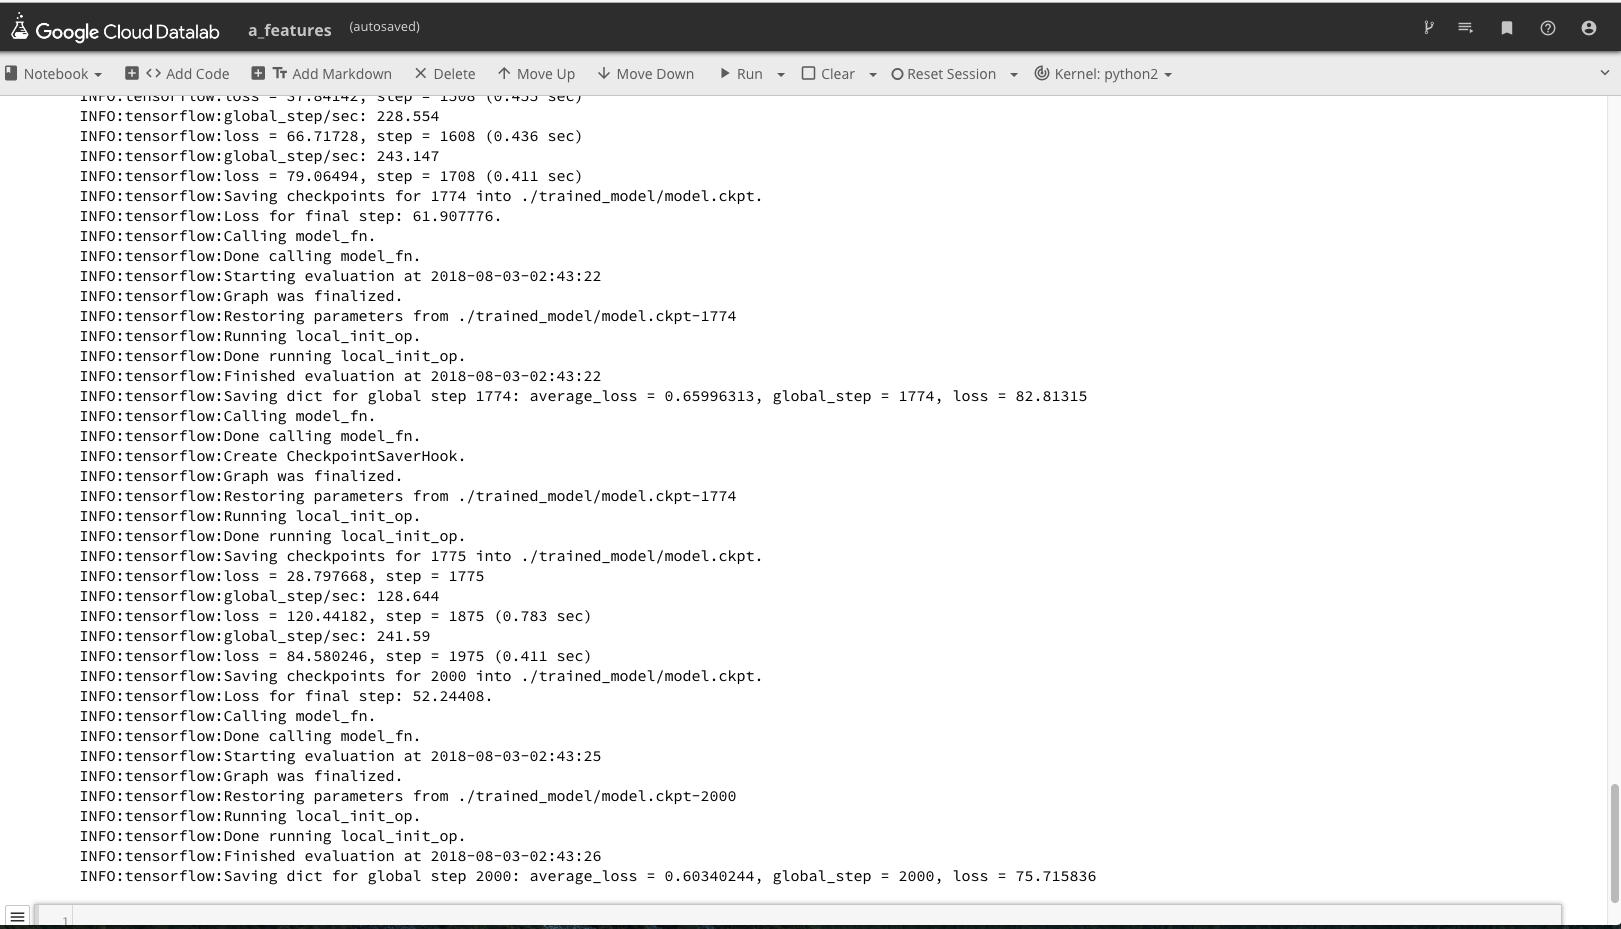 Google Cloud Datalab a_features (autosaved)
Notebook <> Add Code Tт Add Markdown Delete Move Up Move Down Run Clear Reset Session Kernel: python2
INFO:tensorflow:loss = 37.84142, step = 1508 (0.435 sec)
INFO:tensorflow:global_step/sec: 228.554
INFO:tensorflow:loss = 66.71728, step = 1608 (0.436 sec)
INFO:tensorflow:global_step/sec: 243.147
INFO:tensorflow:loss = 79.06494, step = 1708 (0.411 sec)
INFO:tensorflow:Saving checkpoints for 1774 into ./trained_model/model.ckpt.
INFO:tensorflow:Loss for final step: 61.907776.
INFO:tensorflow:Calling model_fn.
INFO:tensorflow:Done calling model_fn.
INFO:tensorflow:Starting evaluation at 2018-08-03-02:43:22
INFO:tensorflow:Graph was finalized.
INFO:tensorflow:Restoring parameters from ./trained_model/model.ckpt-1774
INFO:tensorflow:Running local_init_op.
INFO:tensorflow:Done running local_init_op.
INFO:tensorflow:Finished evaluation at 2018-08-03-02:43:22
INFO:tensorflow:Saving dict for global step 1774: average_loss = 0.65996313, global_step = 1774, loss = 82.81315
INFO:tensorflow:Calling model_fn.
INFO:tensorflow:Done calling model_fn.
INFO:tensorflow:Create CheckpointSaverHook.
INFO:tensorflow:Graph was finalized.
INFO:tensorflow:Restoring parameters from ./trained_model/model.ckpt-1774
INFO:tensorflow:Running local_init_op.
INFO:tensorflow:Done running local_init_op.
INFO:tensorflow:Saving checkpoints for 1775 into ./trained_model/model.ckpt.
INFO:tensorflow:loss = 28.797668, step = 1775
INFO:tensorflow:global_step/sec: 128.644
INFO:tensorflow:loss = 120.44182, step = 1875 (0.783 sec)
INFO:tensorflow:global_step/sec: 241.59
INFO:tensorflow:loss = 84.580246, step = 1975 (0.411 sec)
INFO:tensorflow:Saving checkpoints for 2000 into ./trained_model/model.ckpt.
INFO:tensorflow:Loss for final step: 52.24408.
INFO:tensorflow:Calling model_fn.
INFO:tensorflow:Done calling model_fn.
INFO:tensorflow:Starting evaluation at 2018-08-03-02:43:25
INFO:tensorflow:Graph was finalized.
INFO:tensorflow:Restoring parameters from ./trained_model/model.ckpt-2000
INFO:tensorflow:Running local_init_op.
INFO:tensorflow:Done running local_init_op.
INFO:tensorflow:Finished evaluation at 2018-08-03-02:43:26
INFO:tensorflow:Saving dict for global step 2000: average_loss = 0.60340244, global_step = 2000, loss = 75.715836
1